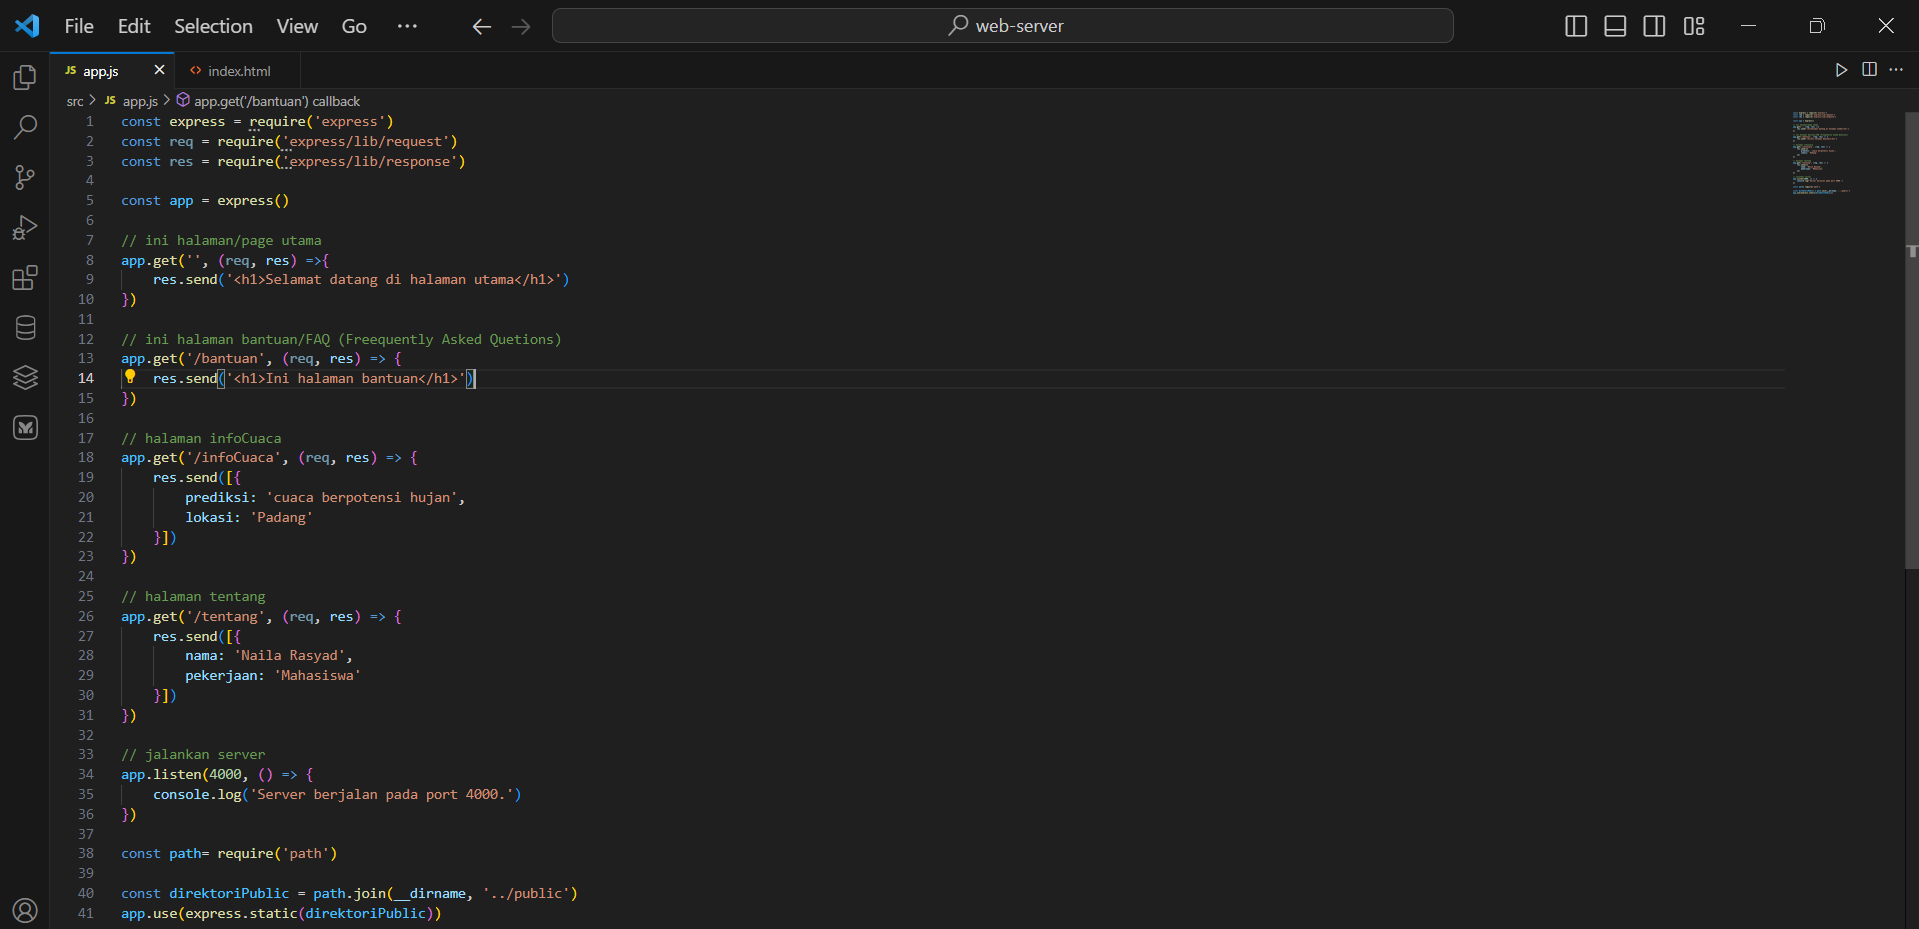 File Edit Selection View Go ··· web-server
JS app.js index.html
src > JS app.js > app.get('/bantuan') callback
1 const express = require('express')
2 const req = require('express/lib/request')
3 const res = require('express/lib/response')
4
5 const app = express()
6
7 // ini halaman/page utama
8 app.get('', (req, res) =>{
9 res.send('<h1>Selamat datang di halaman utama</h1>')
10 })
11
12 // ini halaman bantuan/FAQ (Freequently Asked Quetions)
13 app.get('/bantuan', (req, res) => {
14 res.send('<h1>Ini halaman bantuan</h1>')
15 })
16
17 // halaman infoCuaca
18 app.get('/infoCuaca', (req, res) => {
19 res.send([{
20 prediksi: 'cuaca berpotensi hujan',
21 lokasi: 'Padang'
22 }])
23 })
24
25 // halaman tentang
26 app.get('/tentang', (req, res) => {
27 res.send([{
28 nama: 'Naila Rasyad',
29 pekerjaan: 'Mahasiswa'
30 }])
31 })
32
33 // jalankan server
34 app.listen(4000, () => {
35 console.log('Server berjalan pada port 4000.')
36 })
37
38 const path= require('path')
39
40 const direktoriPublic = path.join(__dirname, '../public')
41 app.use(express.static(direktoriPublic))